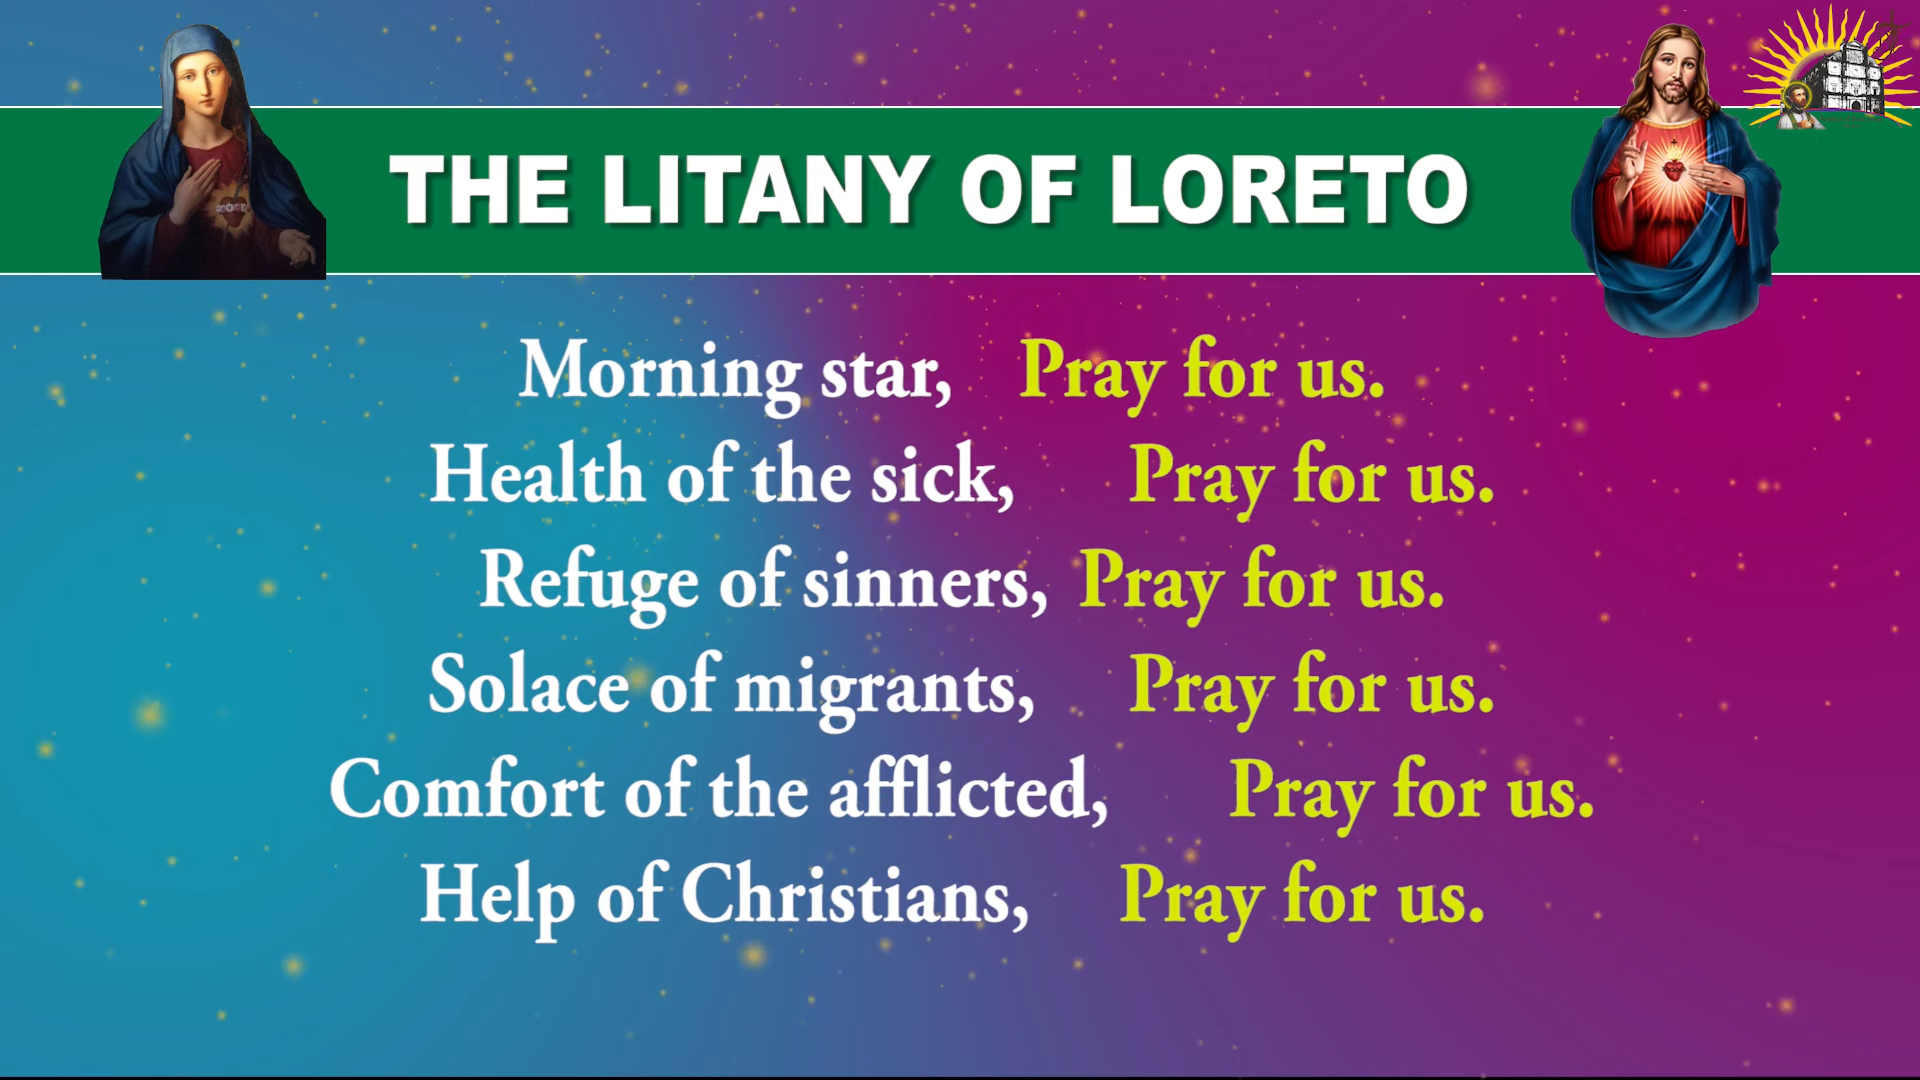 THE LITANY OF LORETO
Morning star, Pray for us.
Health of the sick, Pray for us.
Refuge of sinners, Pray for us.
Solace of migrants, Pray for us.
Comfort of the afflicted, Pray for us.
Help of Christians, Pray for us.